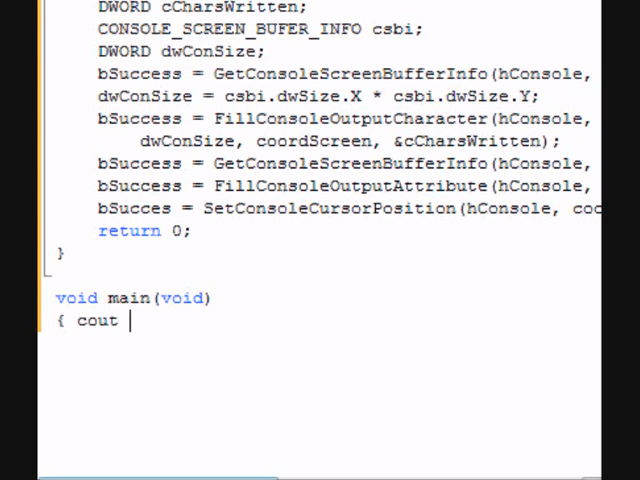 DWORD cCharsWritten;
CONSOLE_SCREEN_BUFER_INFO csbi;
DWORD dwConSize;
bSuccess = GetConsoleScreenBufferInfo(hConsole,
dwConSize = csbi.dwSize.X * csbi.dwSize.Y;
bSuccess = FillConsoleOutputCharacter(hConsole,
dwConSize, coordScreen, &cCharsWritten);
bSuccess = GetConsoleScreenBufferInfo(hConsole,
bSuccess = FillConsoleOutputAttribute(hConsole,
bSucces = SetConsoleCursorPosition(hConsole, coo
return 0;
}
void main(void)
{ cout